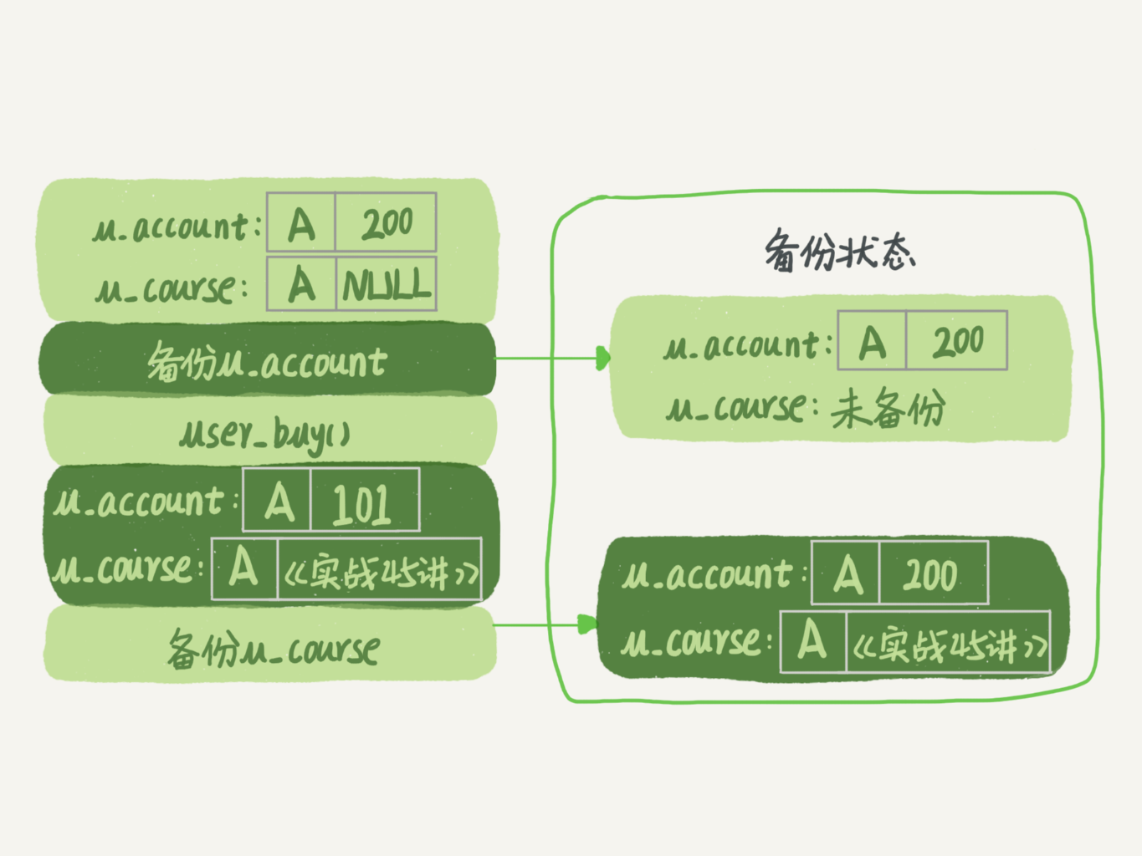 u_account: A 200
u_course: A NULL
备份u_account
user_buy()
u_account: A 101
u_course: A 《实战45讲》
备份u_course
备份状态
u_account: A 200
u_course: 未备份
u_account: A 200
u_course: A 《实战45讲》